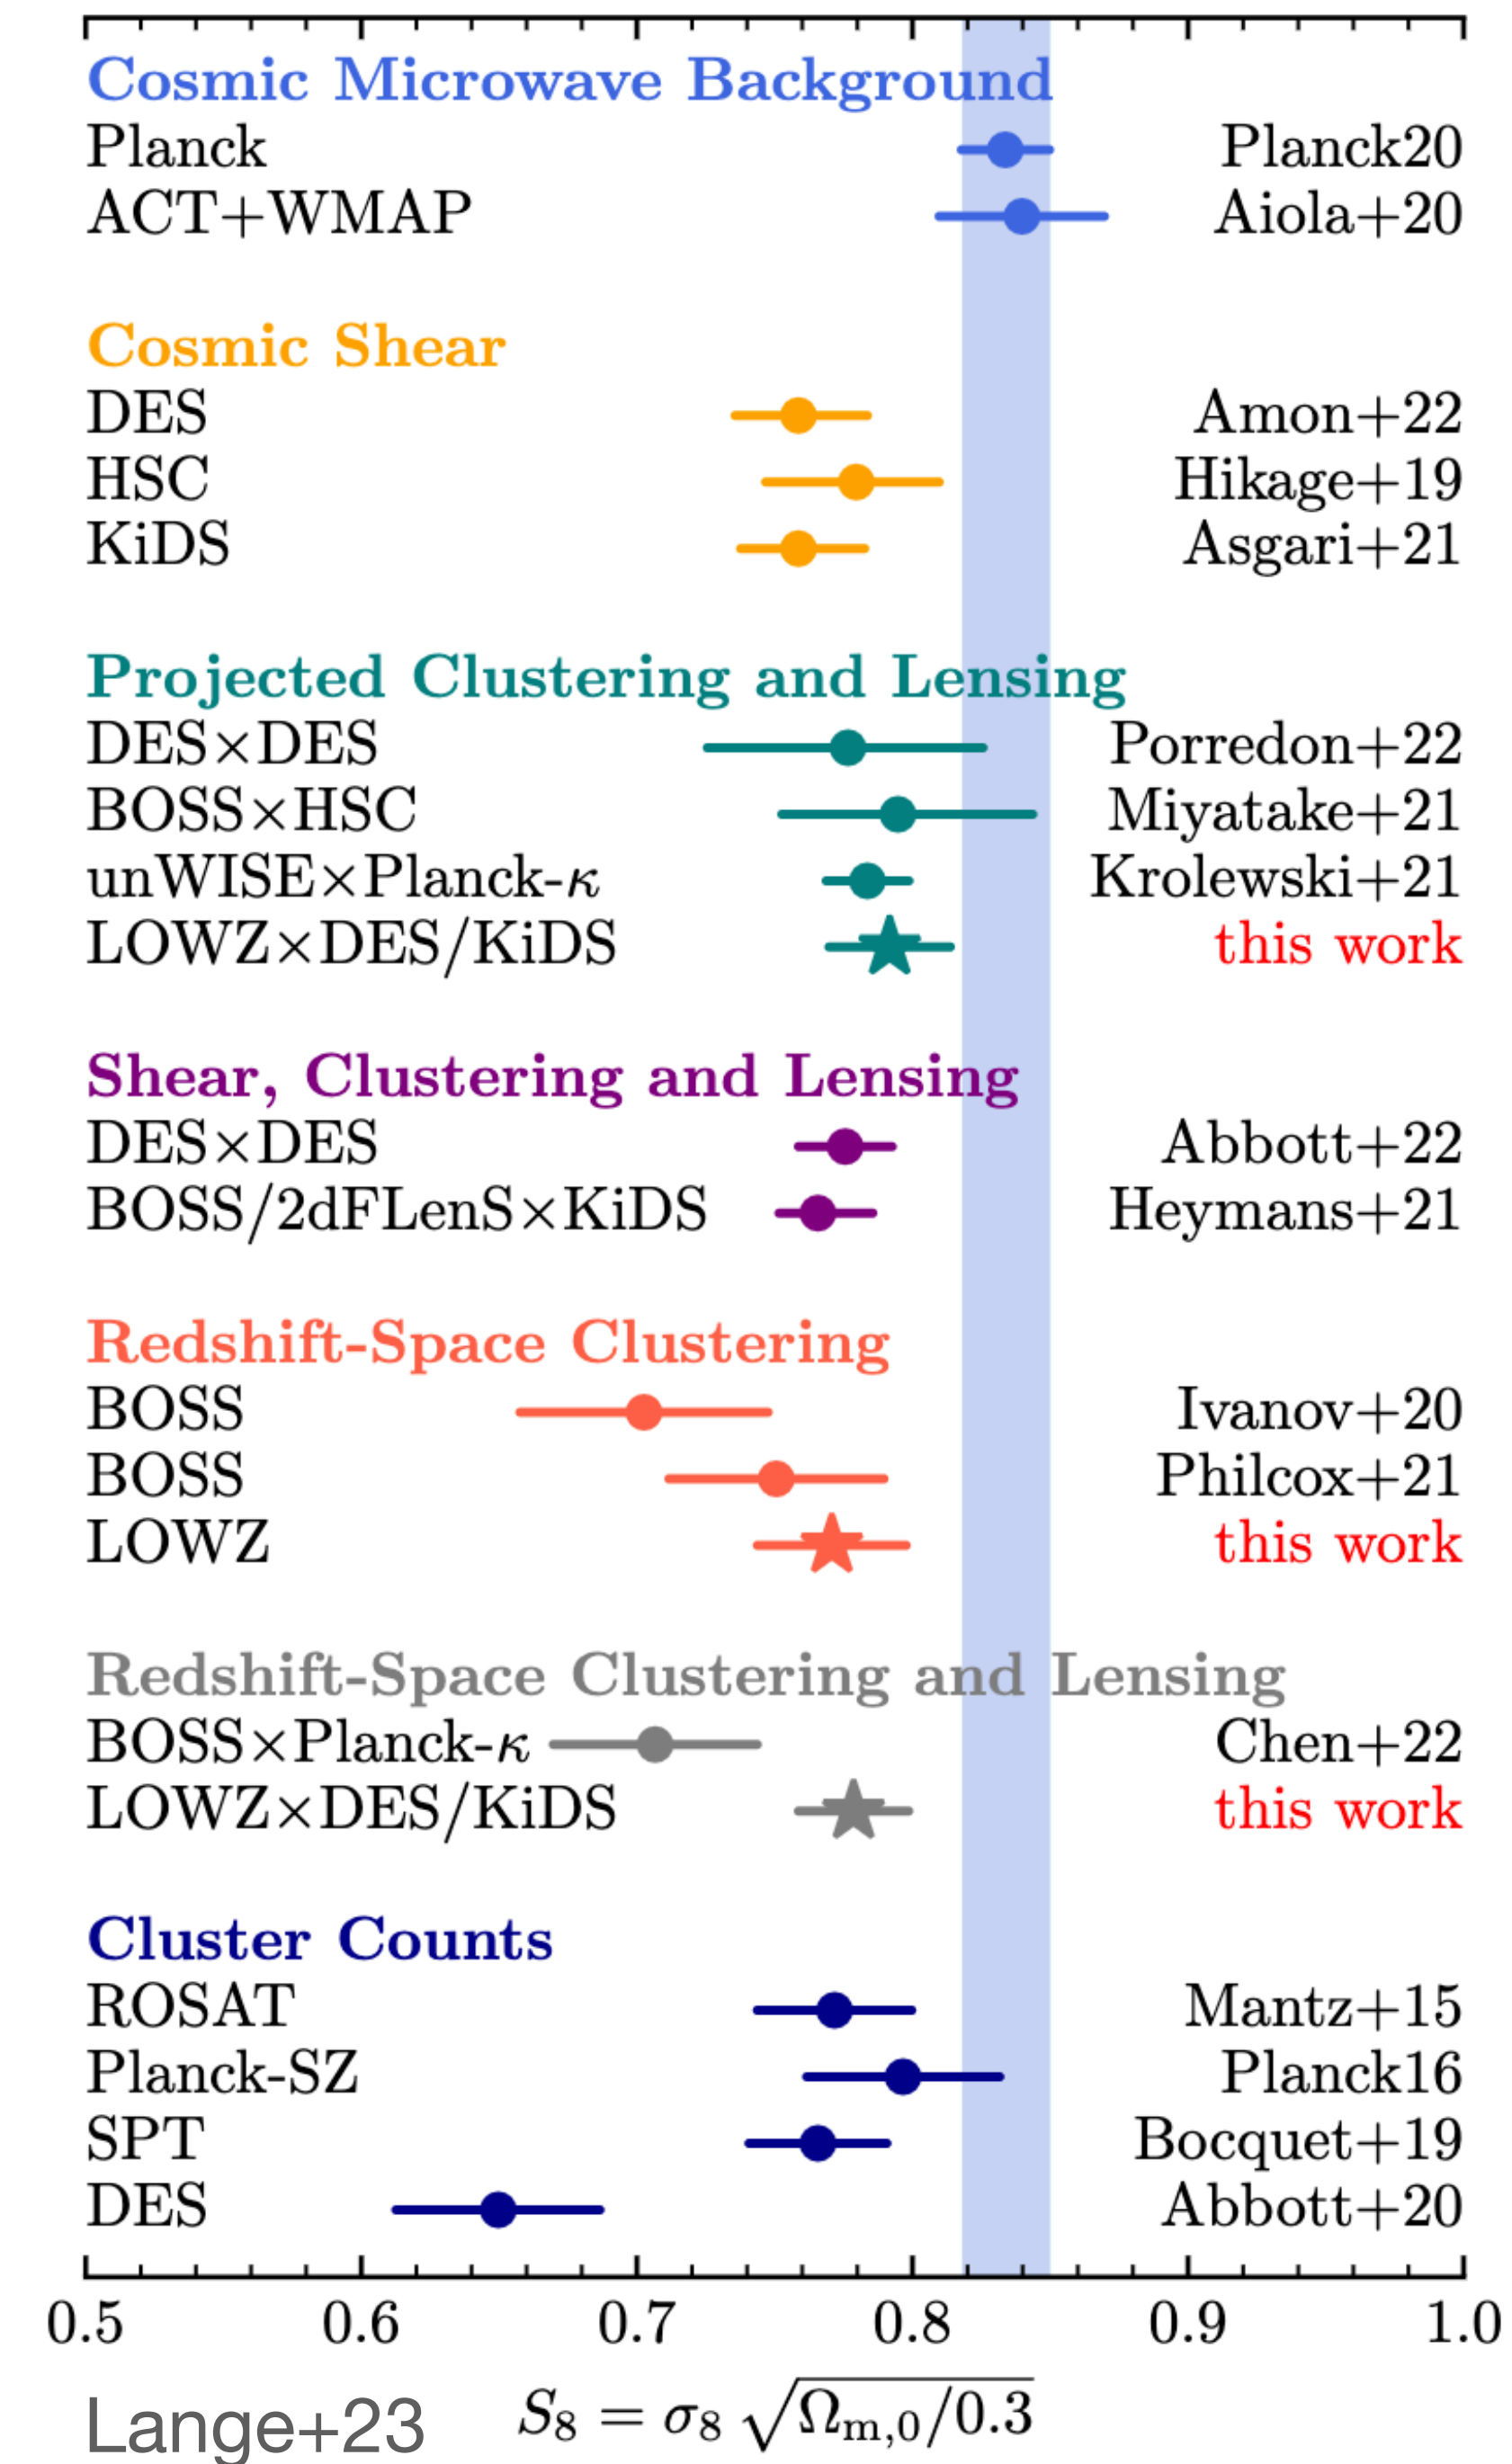 Cosmic Microwave Background
Planck Planck20
ACT+WMAP Aiola+20
Cosmic Shear
DES Amon+22
HSC Hikage+19
KiDS Asgari+21
Projected Clustering and Lensing
DES×DES Porredon+22
BOSS×HSC Miyatake+21
unWISE×Planck-κ Krolewski+21
LOWZ×DES/KiDS this work
Shear, Clustering and Lensing
DES×DES Abbott+22
BOSS/2dFLenS×KiDS Heymans+21
Redshift-Space Clustering
BOSS Ivanov+20
BOSS Philcox+21
LOWZ this work
Redshift-Space Clustering and Lensing
BOSS×Planck-κ Chen+22
LOWZ×DES/KiDS this work
Cluster Counts
ROSAT Mantz+15
Planck-SZ Planck16
SPT Bocquet+19
DES Abbott+20
0.5 0.6 0.7 0.8 0.9 1.0
Lange+23 S₈ = σ₈ √Ωₘ,₀/0.3